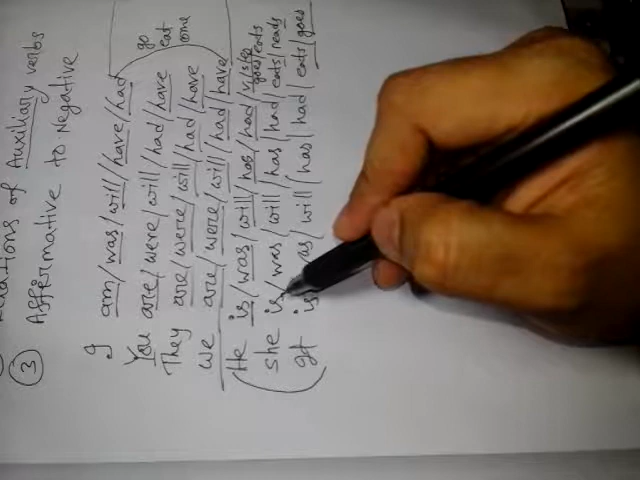 of Auxiliary verbs
③ Affirmative to Negative
I am/was/will/have/had
go
eat
come
You are/were/will/had/have
They are/were/will/had/have
we are/were/will/had/have
He is/was/will/has/had/
goes/eats
she is/was/will/has/had/eats/reads
is will/has/had/eats/goes